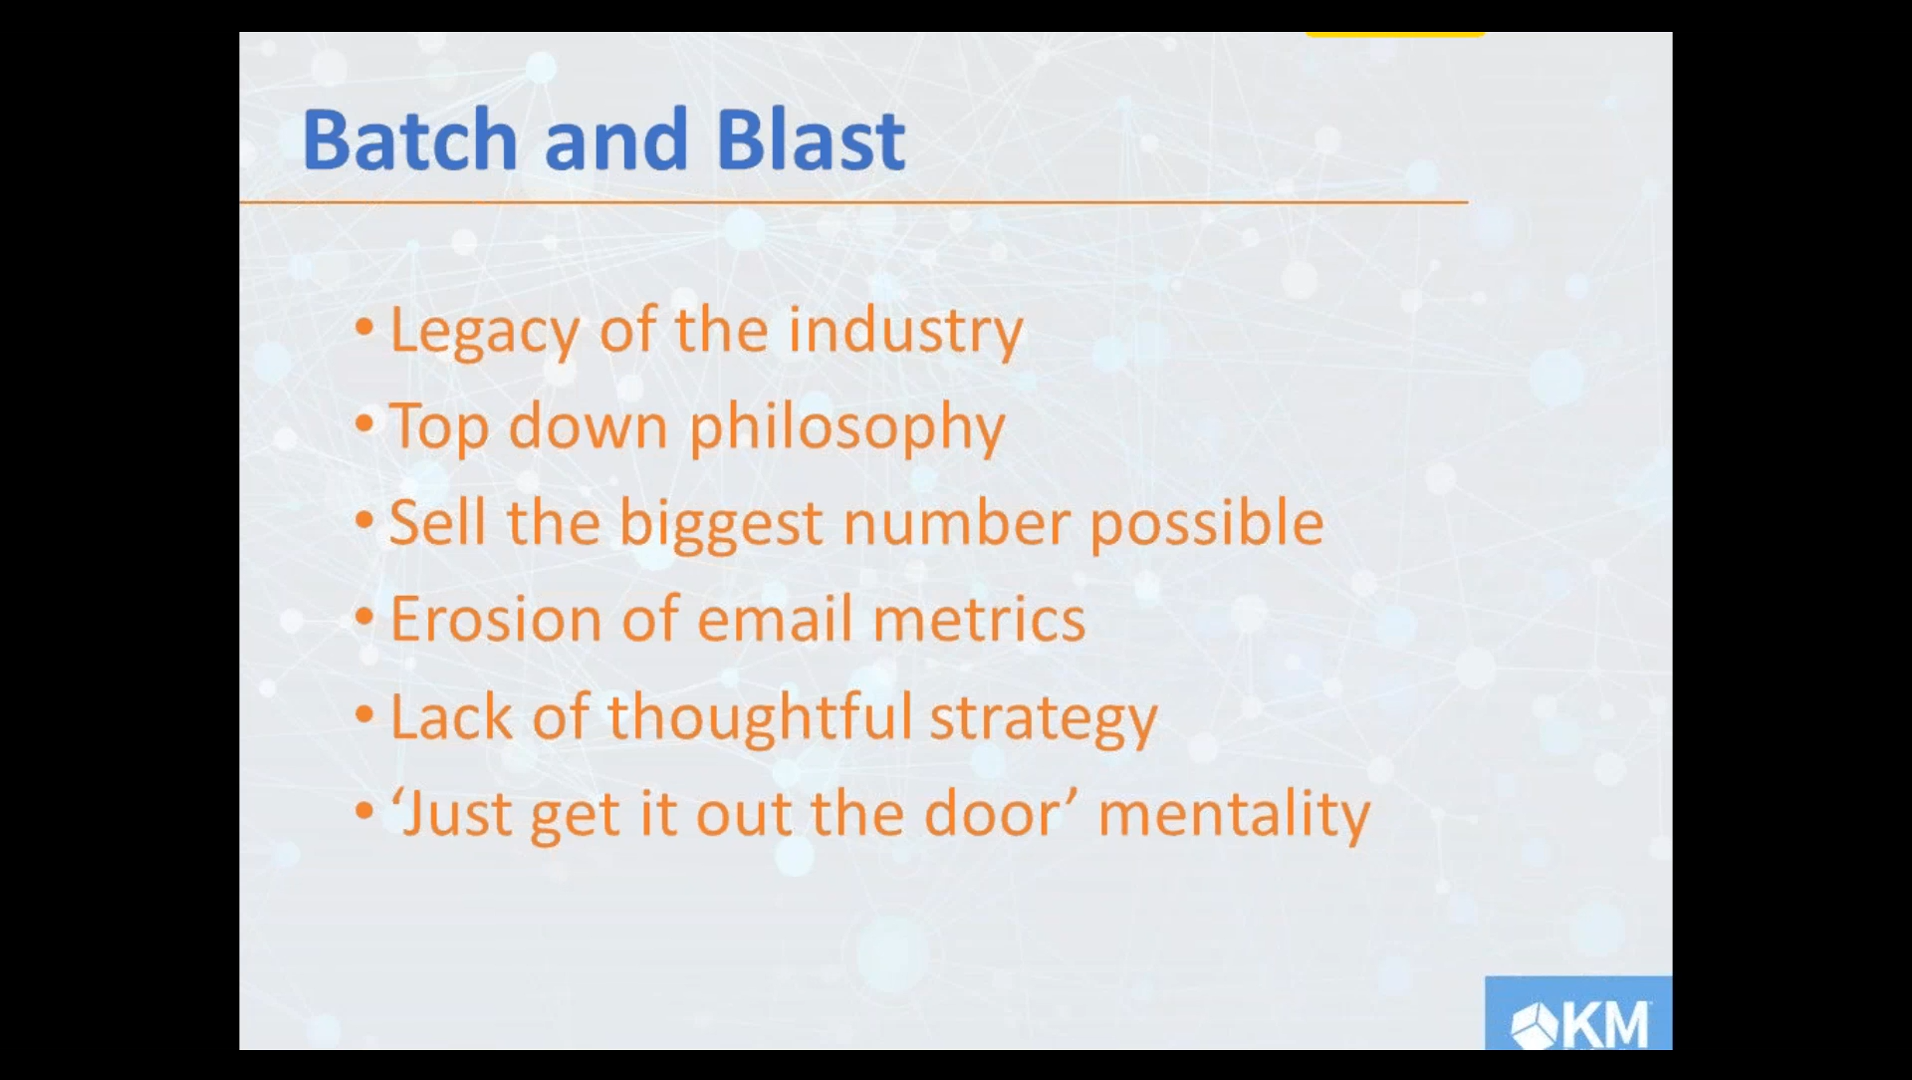 Batch and Blast
• Legacy of the industry
• Top down philosophy
• Sell the biggest number possible
• Erosion of email metrics
• Lack of thoughtful strategy
• ‘Just get it out the door’ mentality
KM